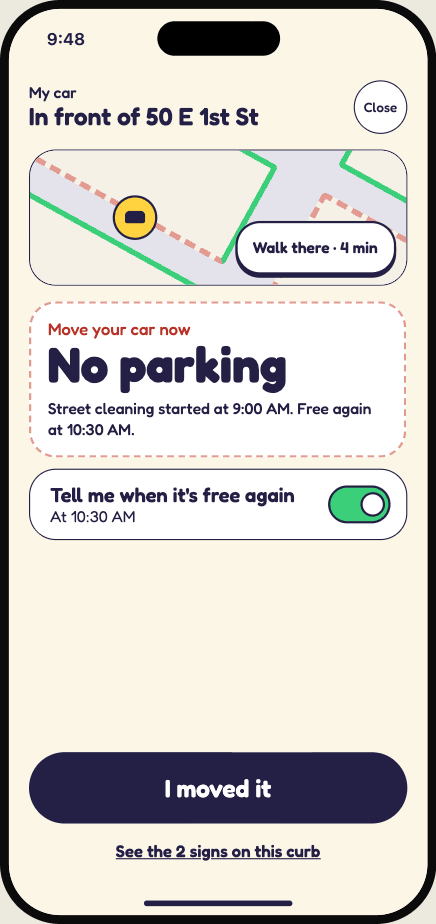 9:48
My car
In front of 50 E 1st St
Close
Walk there · 4 min
Move your car now
No parking
Street cleaning started at 9:00 AM. Free again
at 10:30 AM.
Tell me when it's free again
At 10:30 AM
I moved it
See the 2 signs on this curb